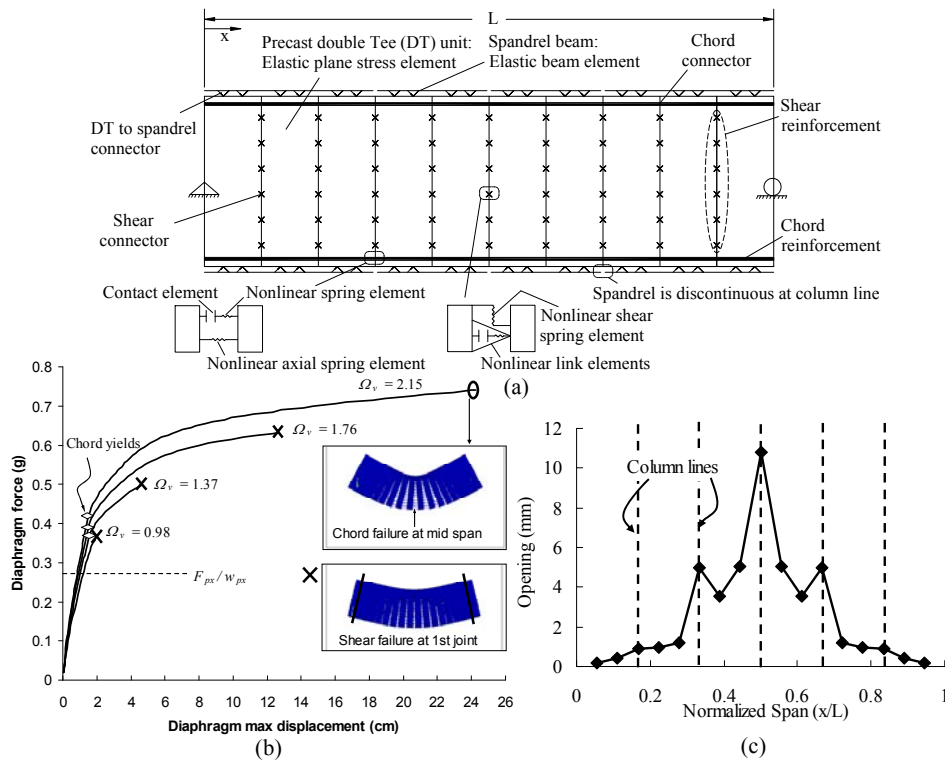 L
x
Precast double Tee (DT) unit:
Elastic plane stress element
Spandrel beam:
Elastic beam element
Chord
connector
DT to spandrel
connector
Shear
reinforcement
Shear
connector
Chord
reinforcement
Contact element
Nonlinear spring element
Spandrel is discontinuous at column line
Nonlinear shear
spring element
Nonlinear axial spring element
Nonlinear link elements
(a)
0.8
0.7
0.6
0.5
0.4
0.3
0.2
0.1
0
Diaphragm force (g)
Ω_v = 2.15
Ω_v = 1.76
Chord yields
Ω_v = 1.37
Ω_v = 0.98
F_px / w_px
Chord failure at mid span
Shear failure at 1st joint
0 2 4 6 8 10 12 14 16 18 20 22 24 26
Diaphragm max displacement (cm)
(b)
12
10
8
6
4
2
0
Opening (mm)
Column lines
0 0.2 0.4 0.6 0.8 1
Normalized Span (x/L)
(c)